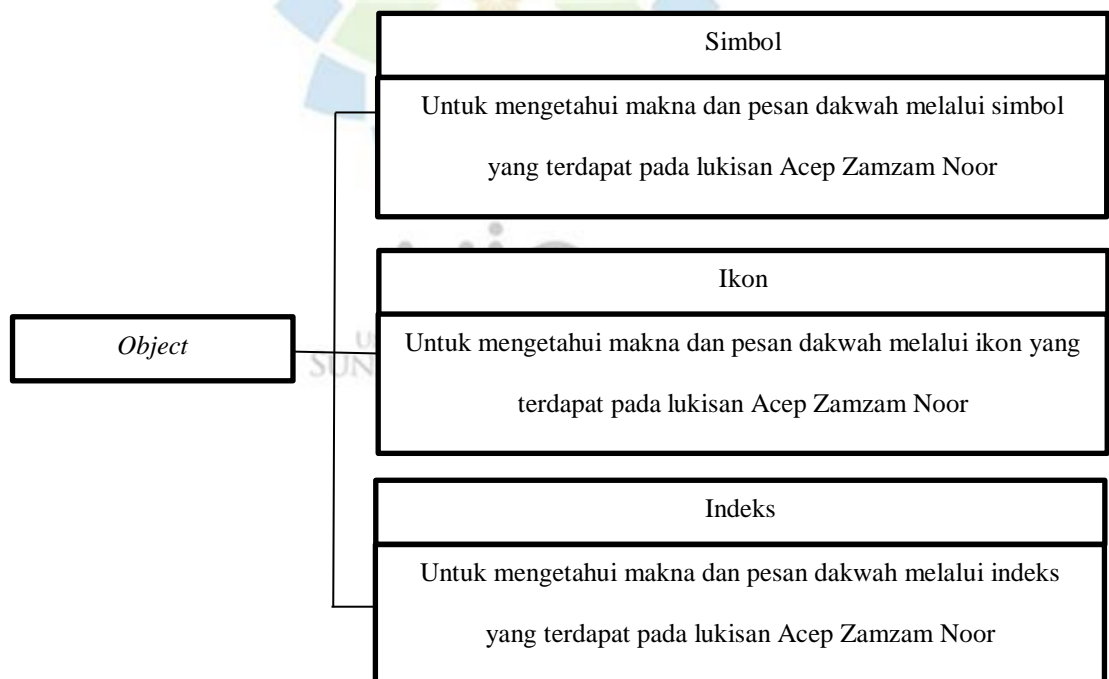 Simbol
Untuk mengetahui makna dan pesan dakwah melalui simbol
yang terdapat pada lukisan Acep Zamzam Noor
Ikon
Object
Untuk mengetahui makna dan pesan dakwah melalui ikon yang
terdapat pada lukisan Acep Zamzam Noor
Indeks
Untuk mengetahui makna dan pesan dakwah melalui indeks
yang terdapat pada lukisan Acep Zamzam Noor